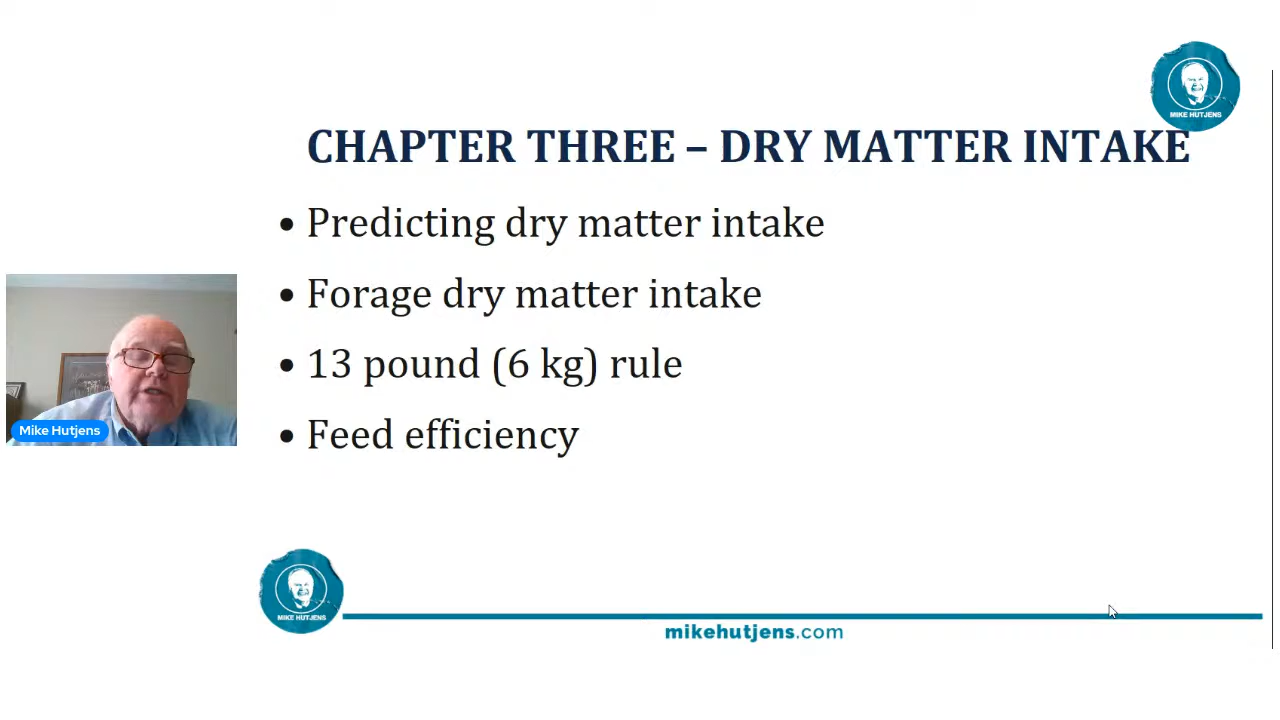 MIKE HUTJENS
CHAPTER THREE – DRY MATTER INTAKE
• Predicting dry matter intake
• Forage dry matter intake
• 13 pound (6 kg) rule
• Feed efficiency
Mike Hutjens
MIKE HUTJENS
mikehutjens.com